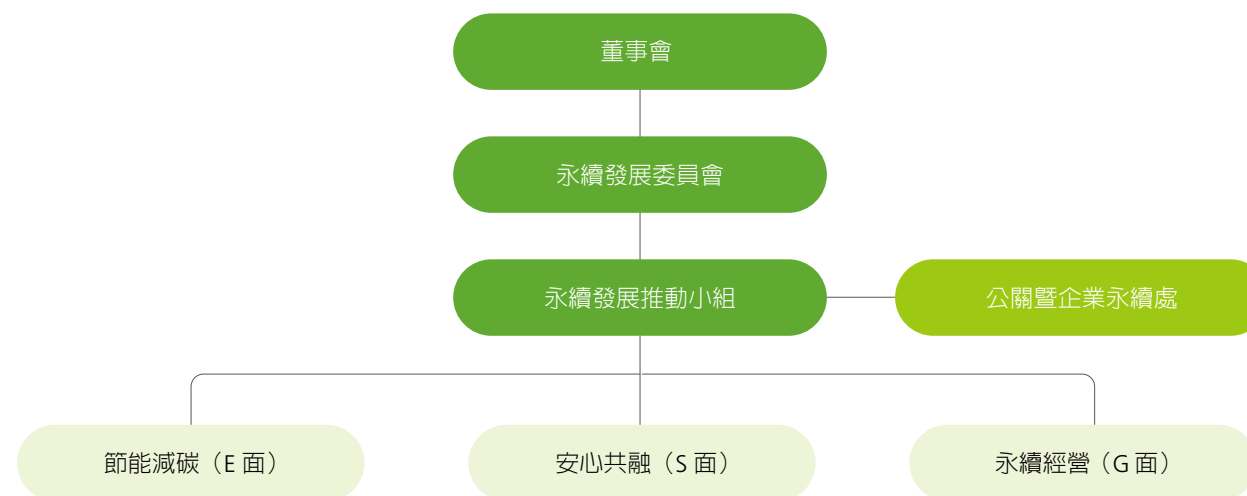 董事會
永續發展委員會
永續發展推動小組
公關暨企業永續處
節能減碳（E 面）
安心共融（S 面）
永續經營（G 面）